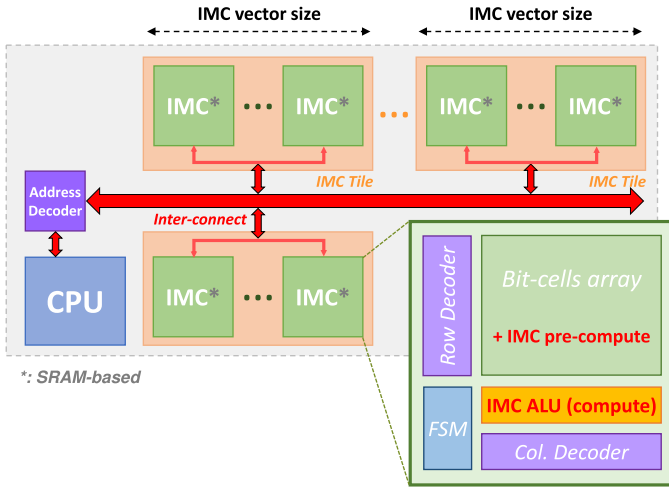 IMC vector size
IMC vector size
IMC*
IMC*
IMC*
IMC*
IMC Tile
IMC Tile
Address
Decoder
Inter-connect
CPU
IMC*
IMC*
*: SRAM-based
Row Decoder
Bit-cells array
+ IMC pre-compute
FSM
IMC ALU (compute)
Col. Decoder